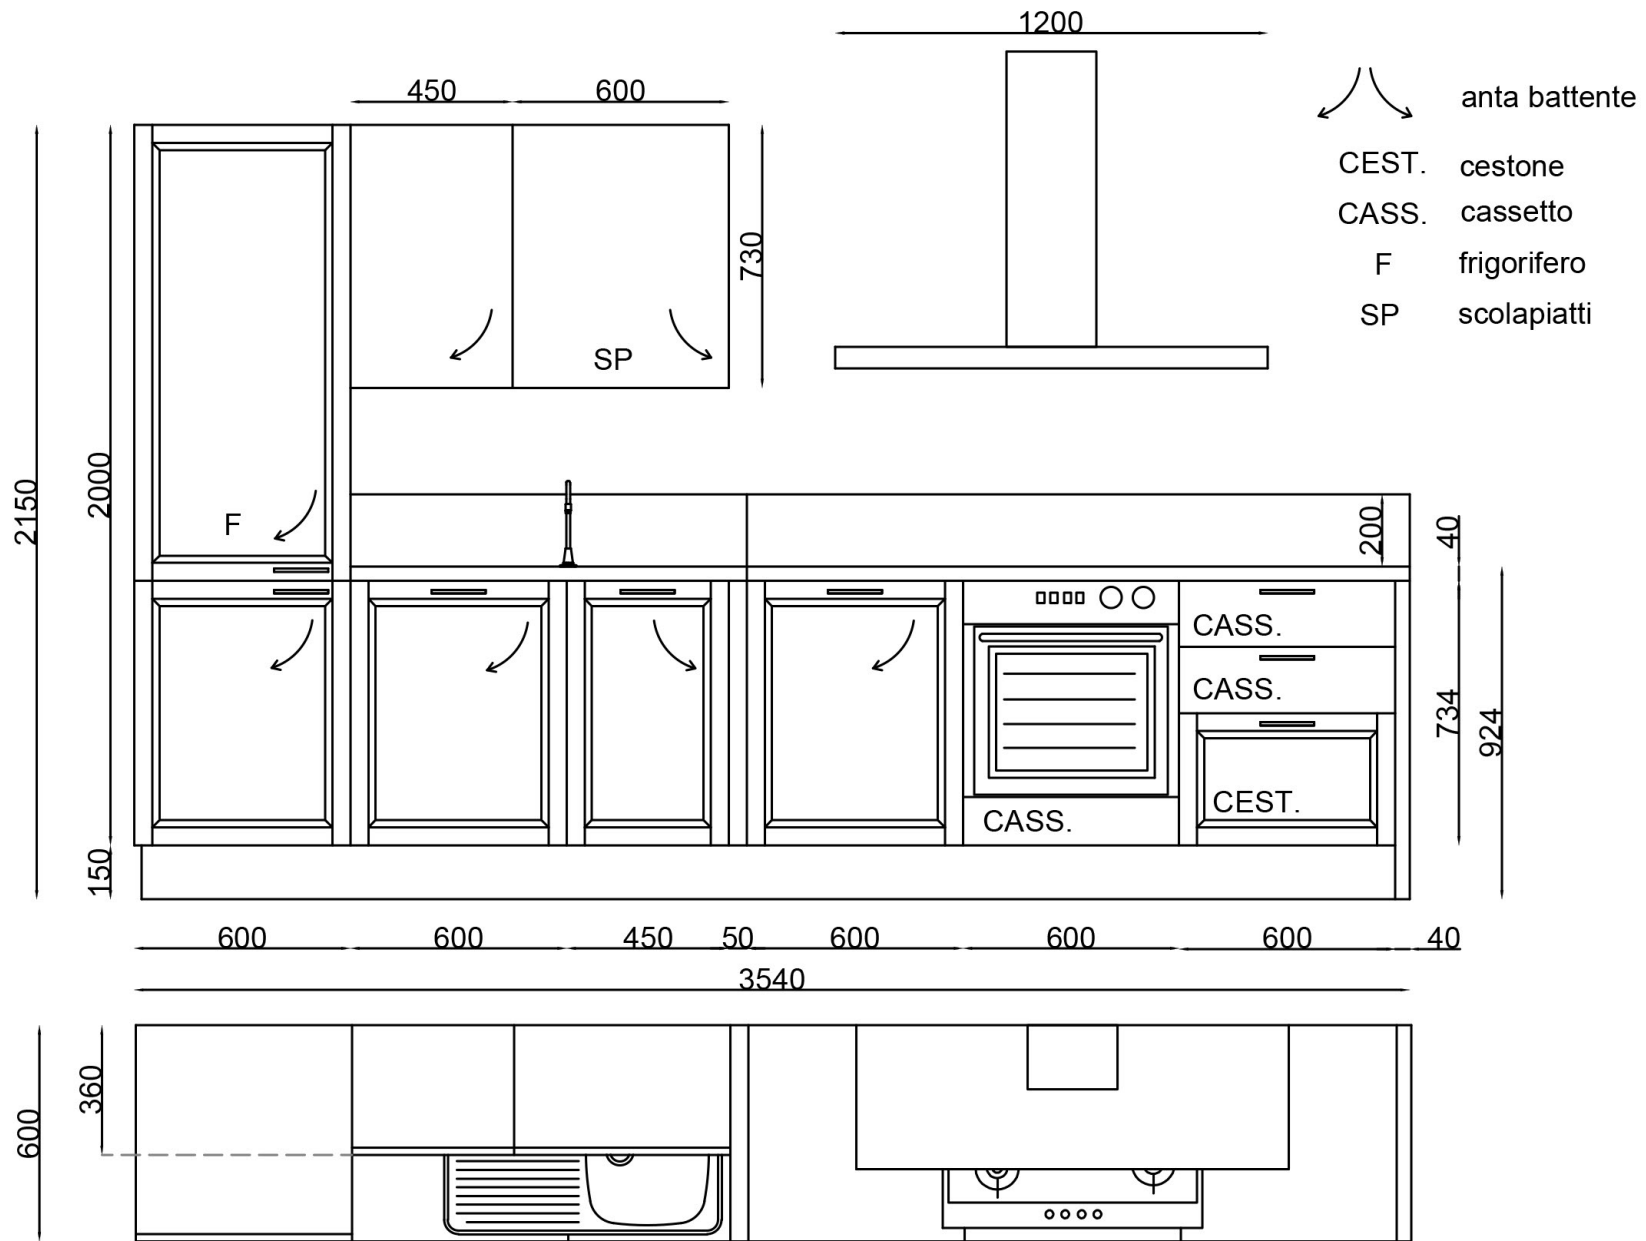 1200
450
600
anta battente
CEST. cestone
CASS. cassetto
F frigorifero
SP scolapiatti
730
SP
2150
2000
F
200
40
CASS.
CASS.
734
924
CEST.
CASS.
150
600
600
450
50
600
600
600
40
3540
360
600